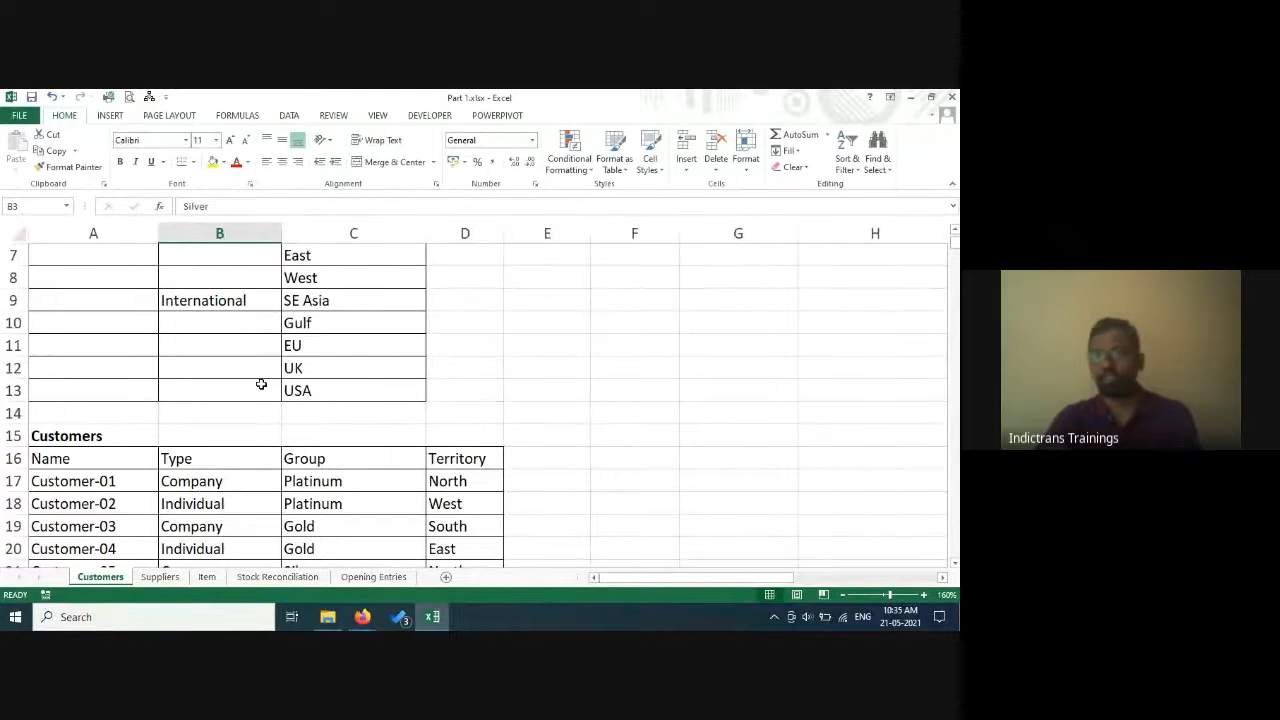 Part 1.xlsx - Excel
FILE HOME INSERT PAGE LAYOUT FORMULAS DATA REVIEW VIEW DEVELOPER POWERPIVOT
Cut
Copy
Format Painter
Paste
Clipboard
Calibri 11
B I U
Font
Wrap Text
Merge & Center
Alignment
General
Number
Conditional Formatting
Format as Table
Cell Styles
Styles
Insert Delete Format
Cells
AutoSum
Fill
Clear
Sort & Filter
Find & Select
Editing
B3 Silver
A B C D E F G H
7 East
8 West
9 International SE Asia
10 Gulf
11 EU
12 UK
13 USA
14
15 Customers
16 Name Type Group Territory
17 Customer-01 Company Platinum North
18 Customer-02 Individual Platinum West
19 Customer-03 Company Gold South
20 Customer-04 Individual Gold East
Customers Suppliers Item Stock Reconciliation Opening Entries
READY 160%
Search 3 ENG 10:35 AM
21-05-2021
Indictrans Trainings